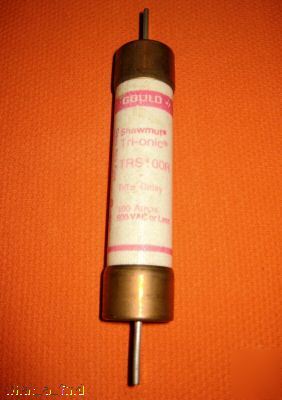 GOULD
Shawmut
Tri-onic®
TRS100R
Time Delay
100 Amps
600 VAC or Less